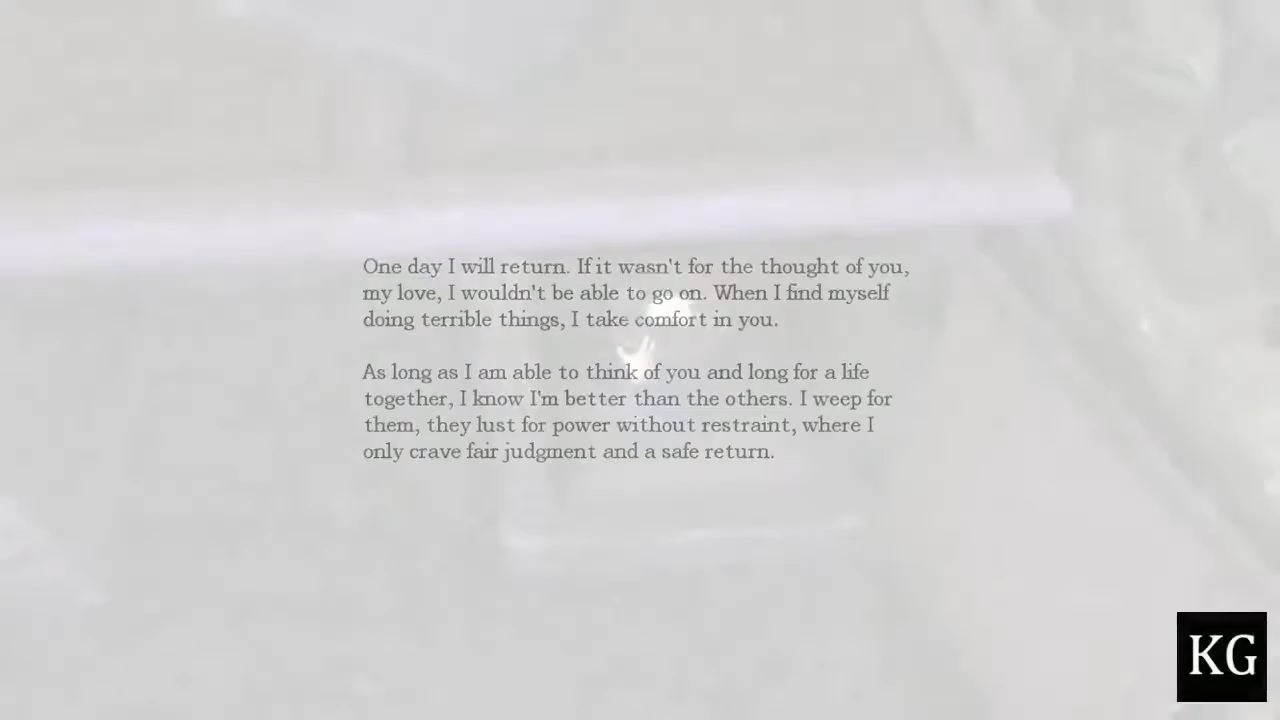 One day I will return. If it wasn't for the thought of you,
my love, I wouldn't be able to go on. When I find myself
doing terrible things, I take comfort in you.
As long as I am able to think of you and long for a life
together, I know I'm better than the others. I weep for
them, they lust for power without restraint, where I
only crave fair judgment and a safe return.
KG